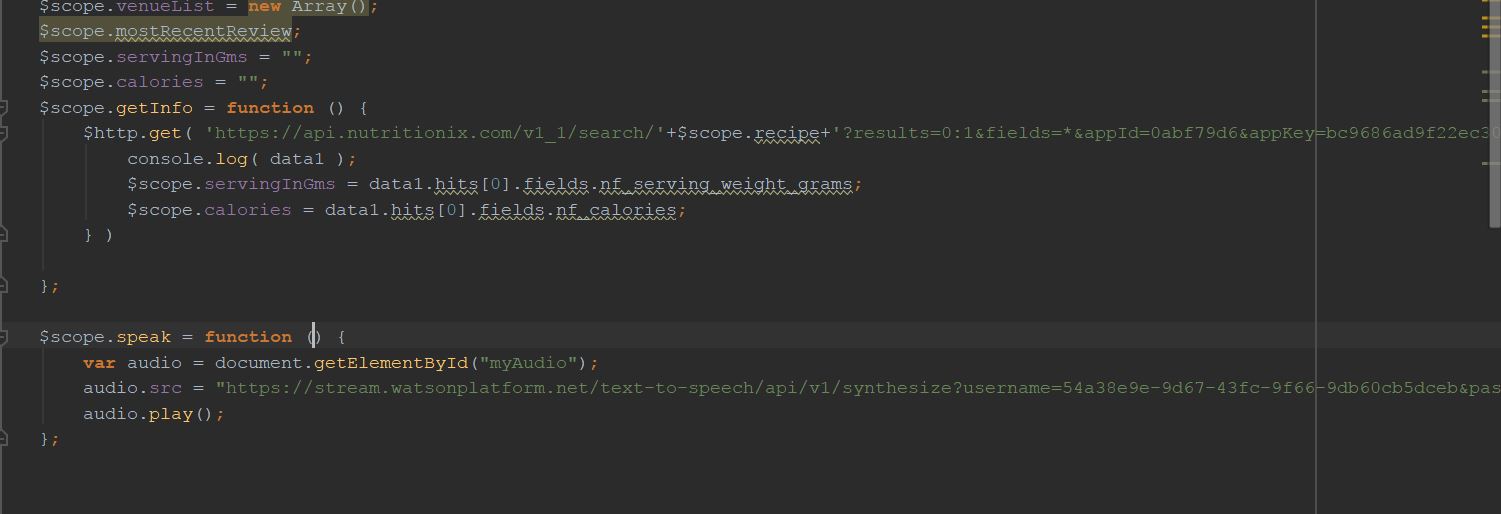 $scope.venueList = new Array();
$scope.mostRecentReview;
$scope.servingInGms = "";
$scope.calories = "";
$scope.getInfo = function () {
$http.get( 'https://api.nutritionix.com/v1_1/search/'+$scope.recipe+'?results=0:1&fields=*&appId=0abf79d6&appKey=bc9686ad9f22ec30
console.log( data1 );
$scope.servingInGms = data1.hits[0].fields.nf_serving_weight_grams;
$scope.calories = data1.hits[0].fields.nf_calories;
} )
};
$scope.speak = function () {
var audio = document.getElementById("myAudio");
audio.src = "https://stream.watsonplatform.net/text-to-speech/api/v1/synthesize?username=54a38e9e-9d67-43fc-9f66-9db60cb5dceb&pas
audio.play();
};